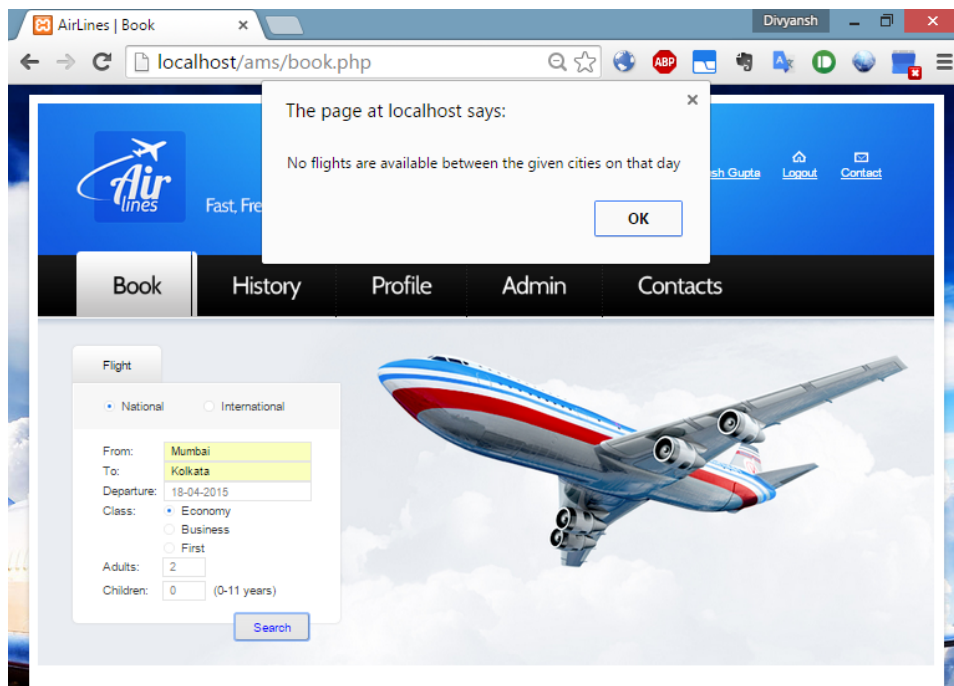 AirLines | Book
Divyansh
localhost/ams/book.php
ABP
The page at localhost says:
No flights are available between the given cities on that day
OK
Air
lines
Fast, Fre
sh Gupta Logout Contact
Book History Profile Admin Contacts
Flight
National International
From: Mumbai
To: Kolkata
Departure: 18-04-2015
Class: Economy
Business
First
Adults: 2
Children: 0 (0-11 years)
Search